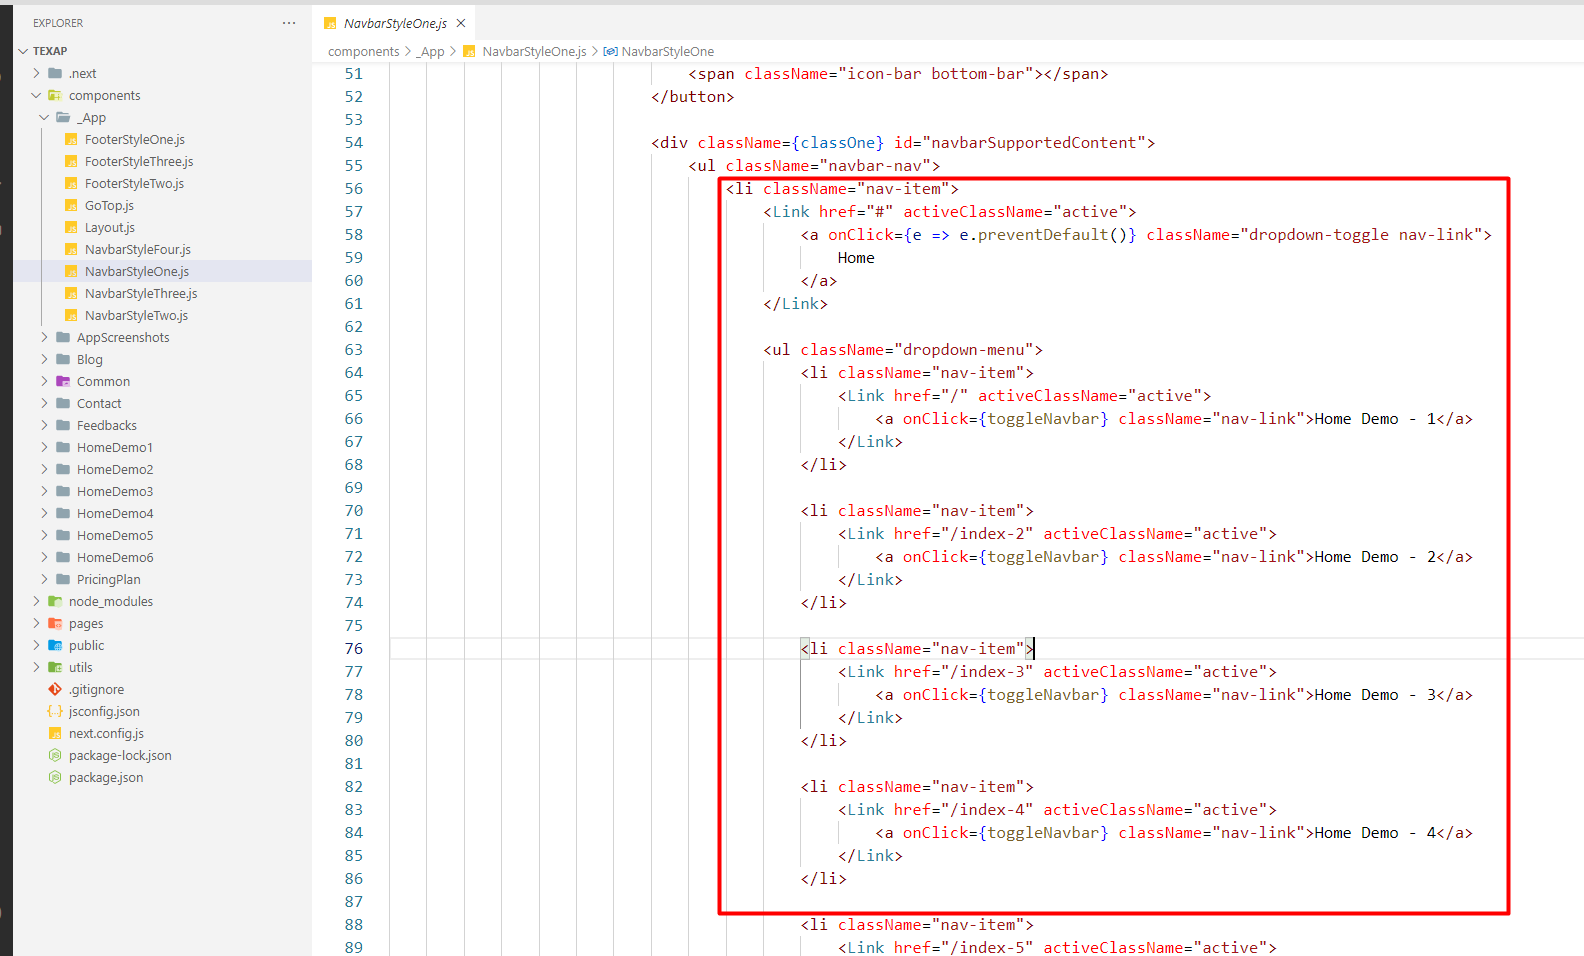 EXPLORER
···
TEXAP
.next
components
_App
FooterStyleOne.js
FooterStyleThree.js
FooterStyleTwo.js
GoTop.js
Layout.js
NavbarStyleFour.js
NavbarStyleOne.js
NavbarStyleThree.js
NavbarStyleTwo.js
AppScreenshots
Blog
Common
Contact
Feedbacks
HomeDemo1
HomeDemo2
HomeDemo3
HomeDemo4
HomeDemo5
HomeDemo6
PricingPlan
node_modules
pages
public
utils
.gitignore
jsconfig.json
next.config.js
package-lock.json
package.json
NavbarStyleOne.js
components > _App > NavbarStyleOne.js > NavbarStyleOne
51 <span className="icon-bar bottom-bar"></span>
52 </button>
53
54 <div className={classOne} id="navbarSupportedContent">
55 <ul className="navbar-nav">
56 <li className="nav-item">
57 <Link href="#" activeClassName="active">
58 <a onClick={e => e.preventDefault()} className="dropdown-toggle nav-link">
59 Home
60 </a>
61 </Link>
62
63 <ul className="dropdown-menu">
64 <li className="nav-item">
65 <Link href="/" activeClassName="active">
66 <a onClick={toggleNavbar} className="nav-link">Home Demo - 1</a>
67 </Link>
68 </li>
69
70 <li className="nav-item">
71 <Link href="/index-2" activeClassName="active">
72 <a onClick={toggleNavbar} className="nav-link">Home Demo - 2</a>
73 </Link>
74 </li>
75
76 <li className="nav-item">
77 <Link href="/index-3" activeClassName="active">
78 <a onClick={toggleNavbar} className="nav-link">Home Demo - 3</a>
79 </Link>
80 </li>
81
82 <li className="nav-item">
83 <Link href="/index-4" activeClassName="active">
84 <a onClick={toggleNavbar} className="nav-link">Home Demo - 4</a>
85 </Link>
86 </li>
87
88 <li className="nav-item">
89 <Link href="/index-5" activeClassName="active">